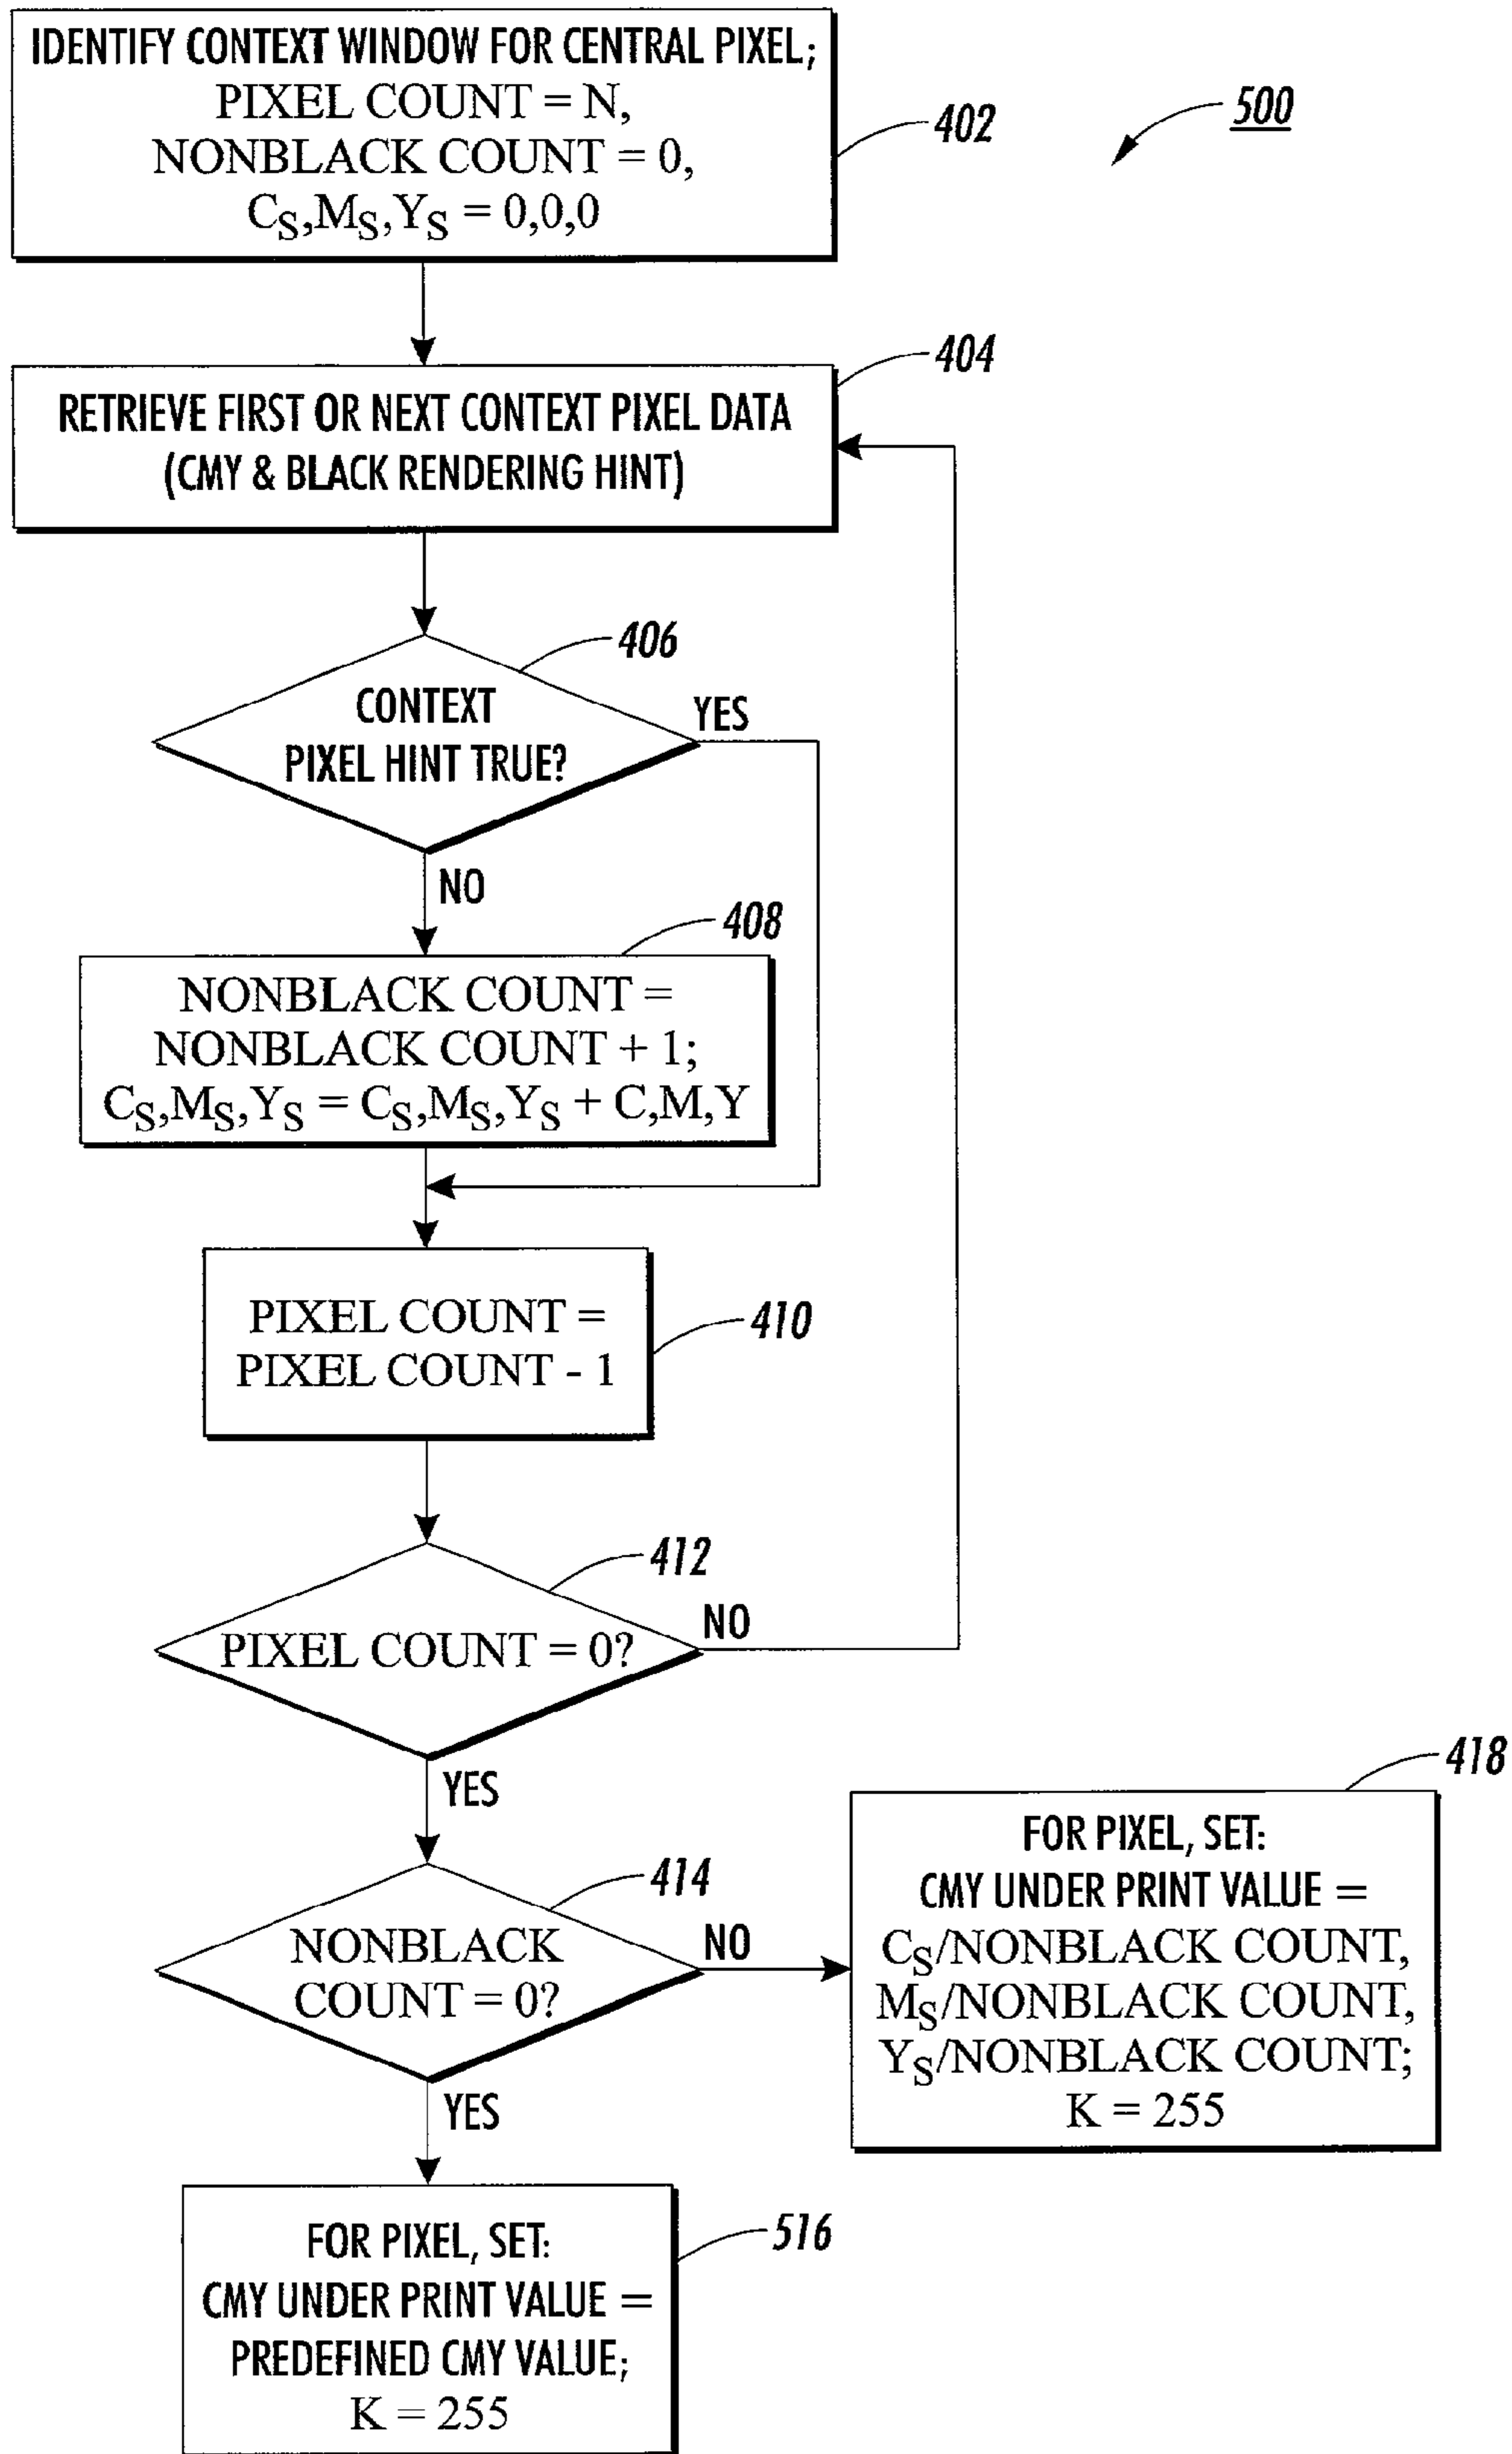 IDENTIFY CONTEXT WINDOW FOR CENTRAL PIXEL;
PIXEL COUNT = N,
NONBLACK COUNT = 0,
CS,MS,YS = 0,0,0
402
500
404
RETRIEVE FIRST OR NEXT CONTEXT PIXEL DATA
(CMY & BLACK RENDERING HINT)
406
CONTEXT
PIXEL HINT TRUE?
YES
NO
408
NONBLACK COUNT =
NONBLACK COUNT + 1;
CS,MS,YS = CS,MS,YS + C,M,Y
PIXEL COUNT =
PIXEL COUNT - 1
410
412
PIXEL COUNT = 0?
NO
YES
414
NONBLACK
COUNT = 0?
NO
YES
418
FOR PIXEL, SET:
CMY UNDER PRINT VALUE =
CS/NONBLACK COUNT,
MS/NONBLACK COUNT,
YS/NONBLACK COUNT;
K = 255
516
FOR PIXEL, SET:
CMY UNDER PRINT VALUE =
PREDEFINED CMY VALUE;
K = 255